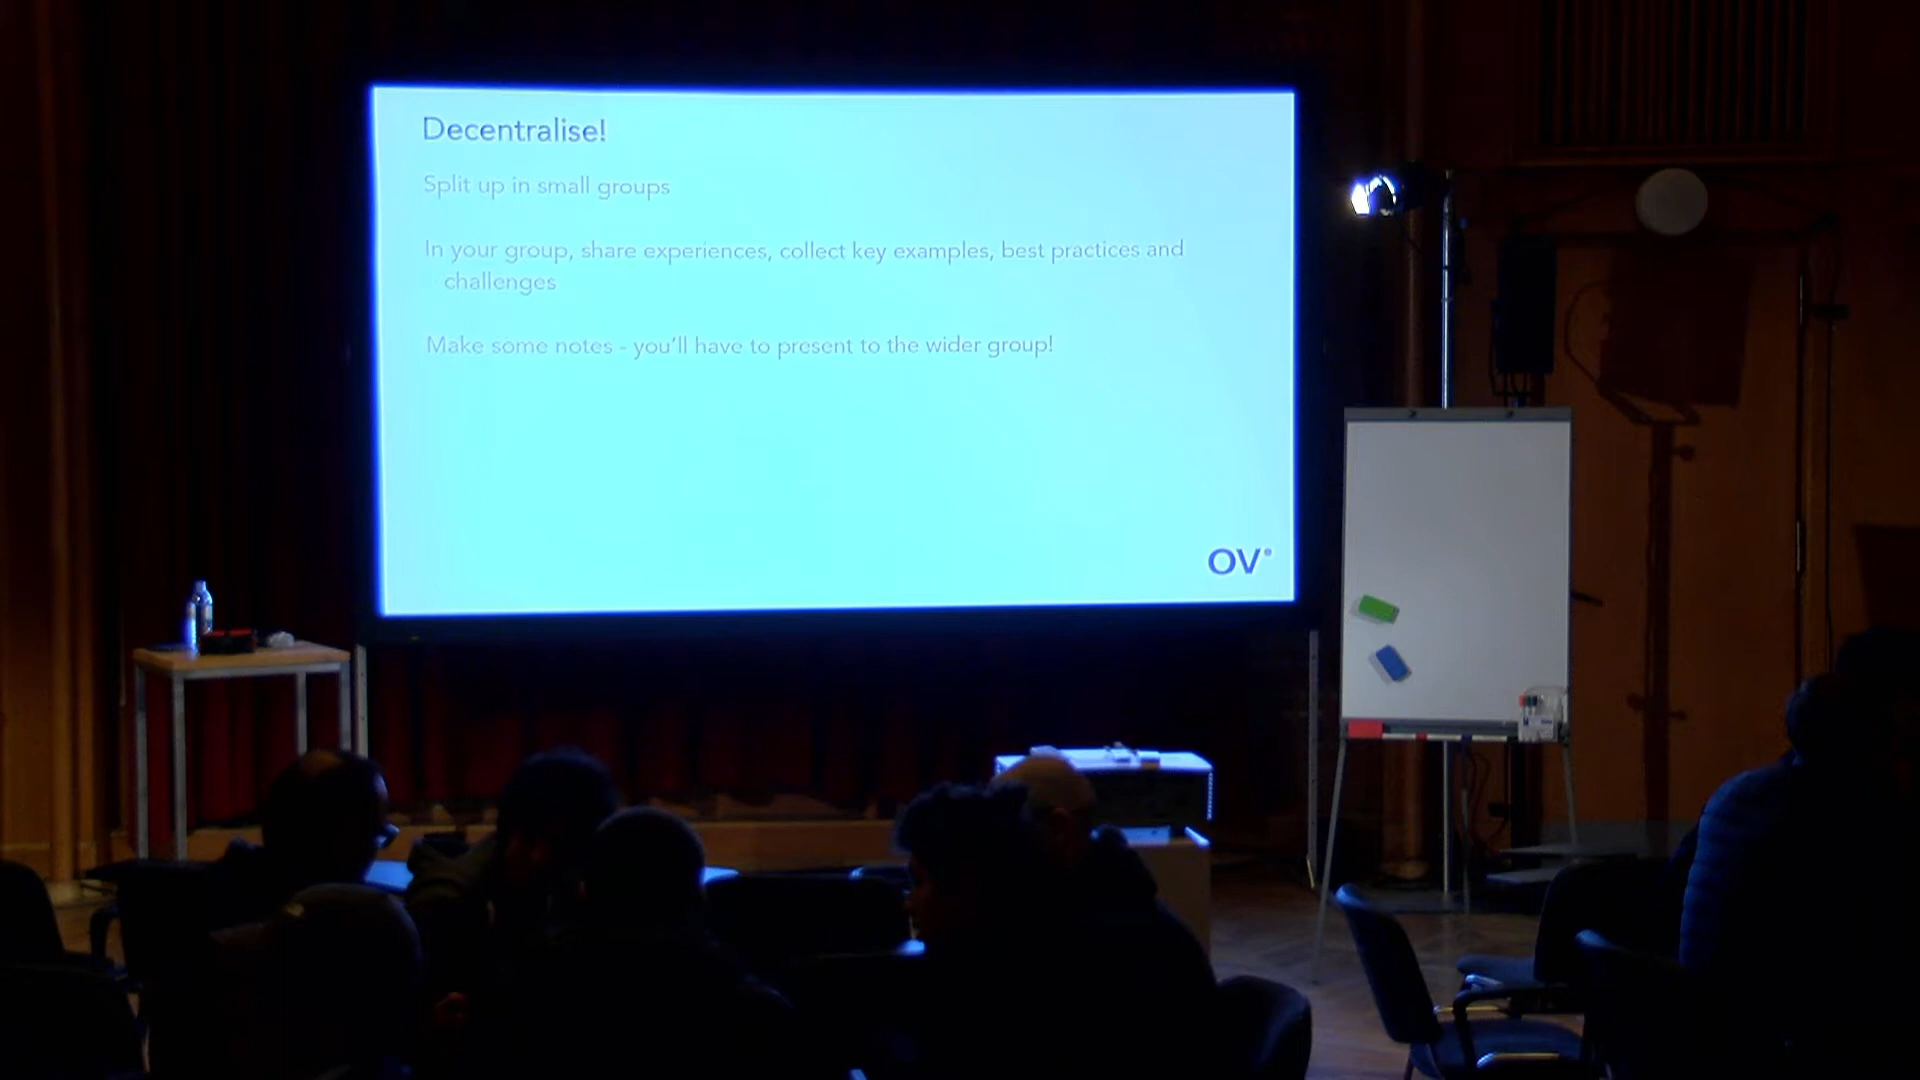 Decentralise!
Split up in small groups
In your group, share experiences, collect key examples, best practices and
challenges
Make some notes - you'll have to present to the wider group!
OV°